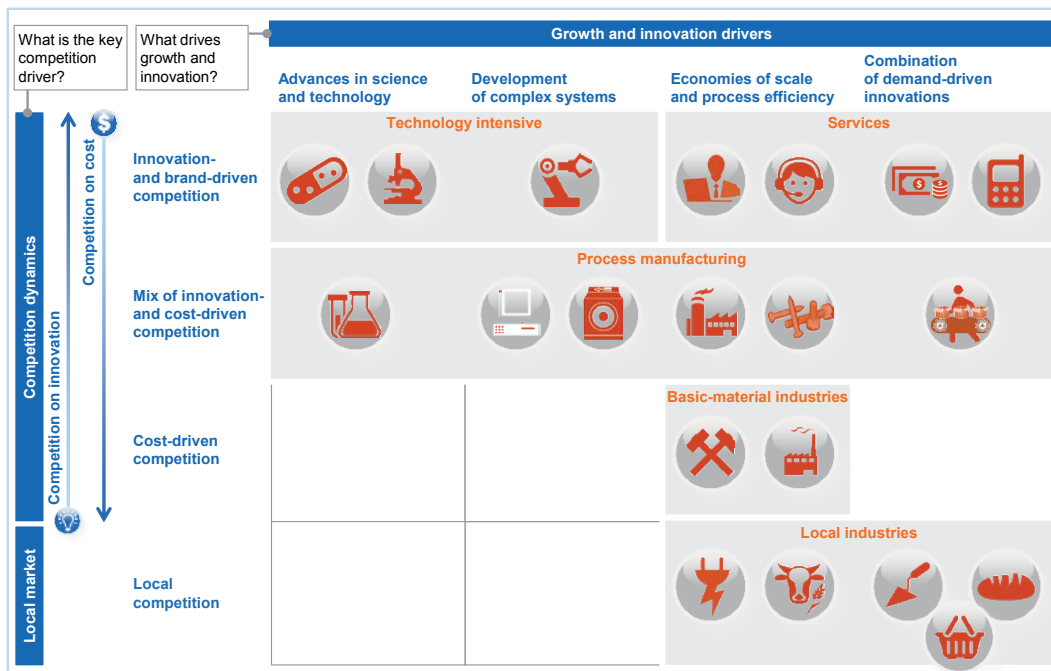 What is the key
competition
driver?
What drives
growth and
innovation?
Growth and innovation drivers
Advances in science
and technology
Development
of complex systems
Economies of scale
and process efficiency
Combination
of demand-driven
innovations
Competition dynamics
Competition on innovation
Competition on cost
$
Innovation-
and brand-driven
competition
Technology intensive
Services
$
Mix of innovation-
and cost-driven
competition
Process manufacturing
Cost-driven
competition
Basic-material industries
Local market
Local
competition
Local industries